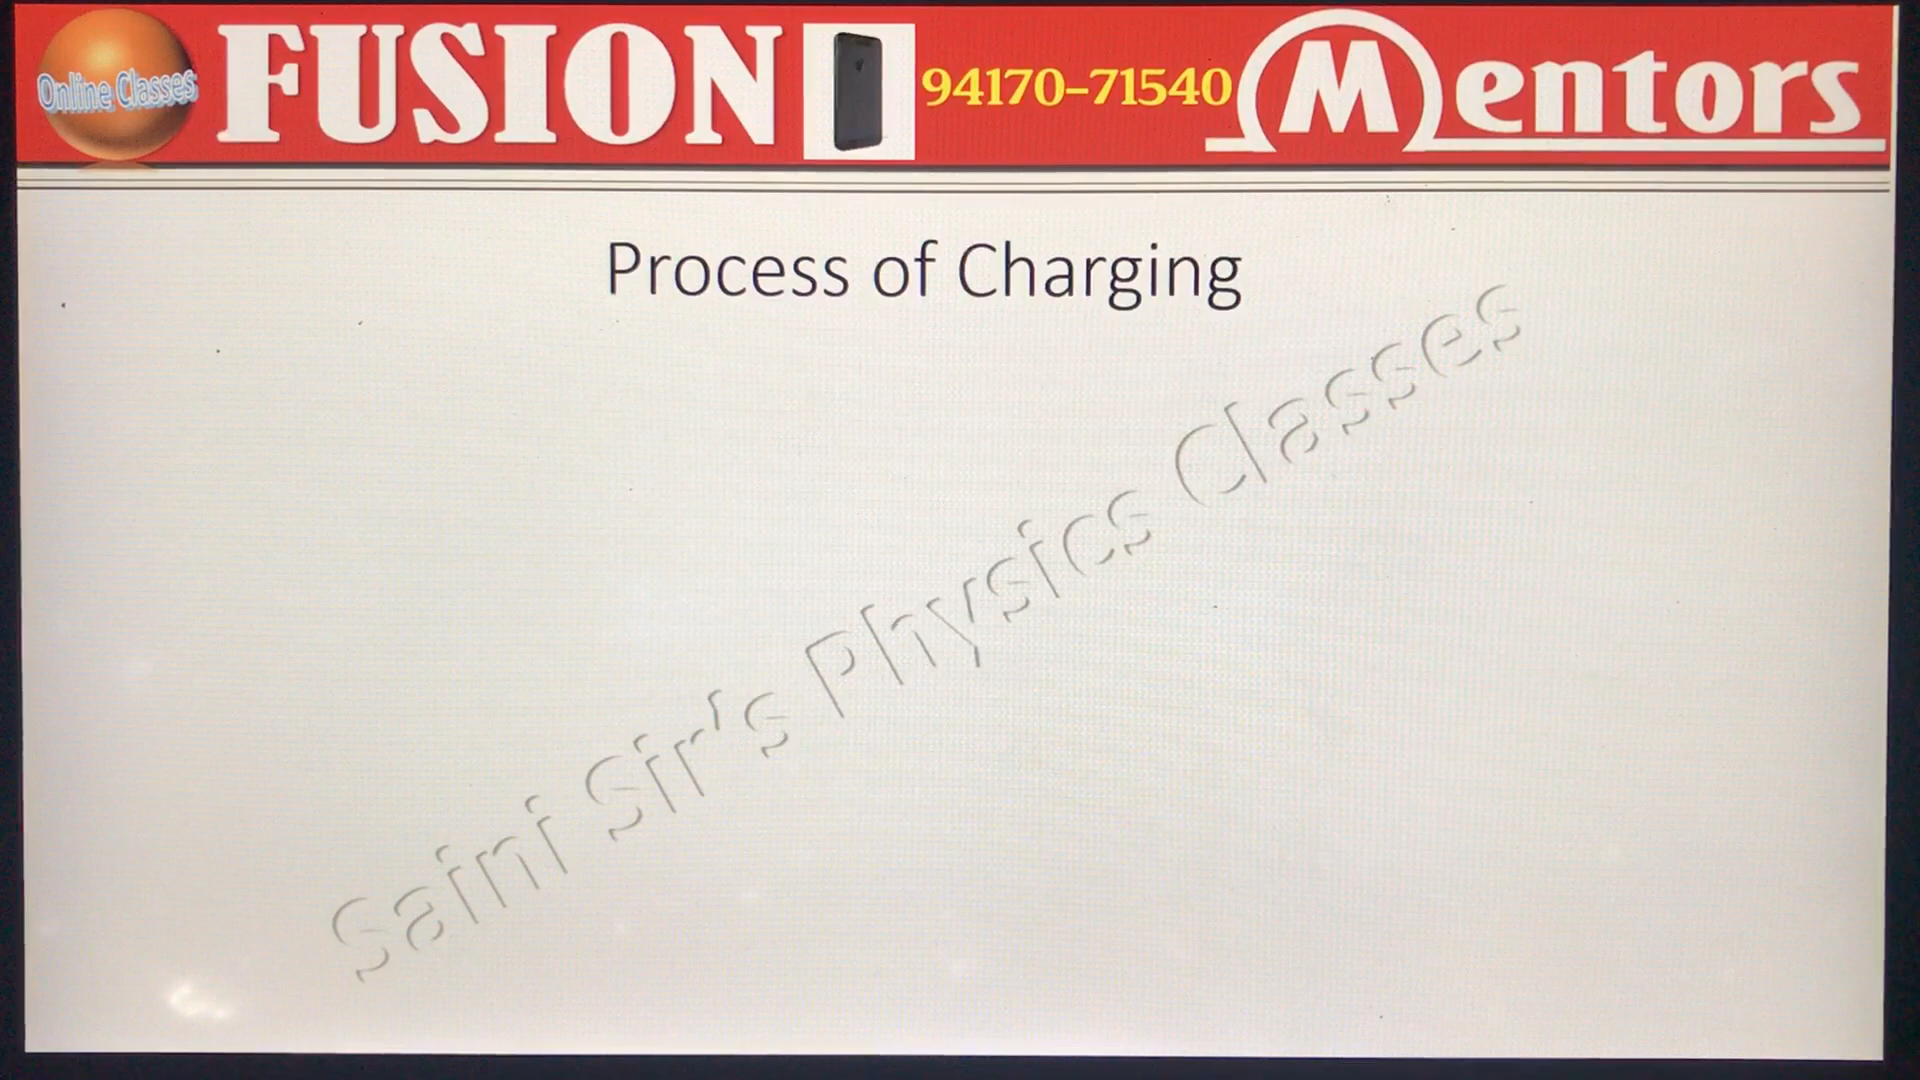 Online Classes FUSION 94170-71540 Mentors
Process of Charging
Saini Sir's Physics Classes